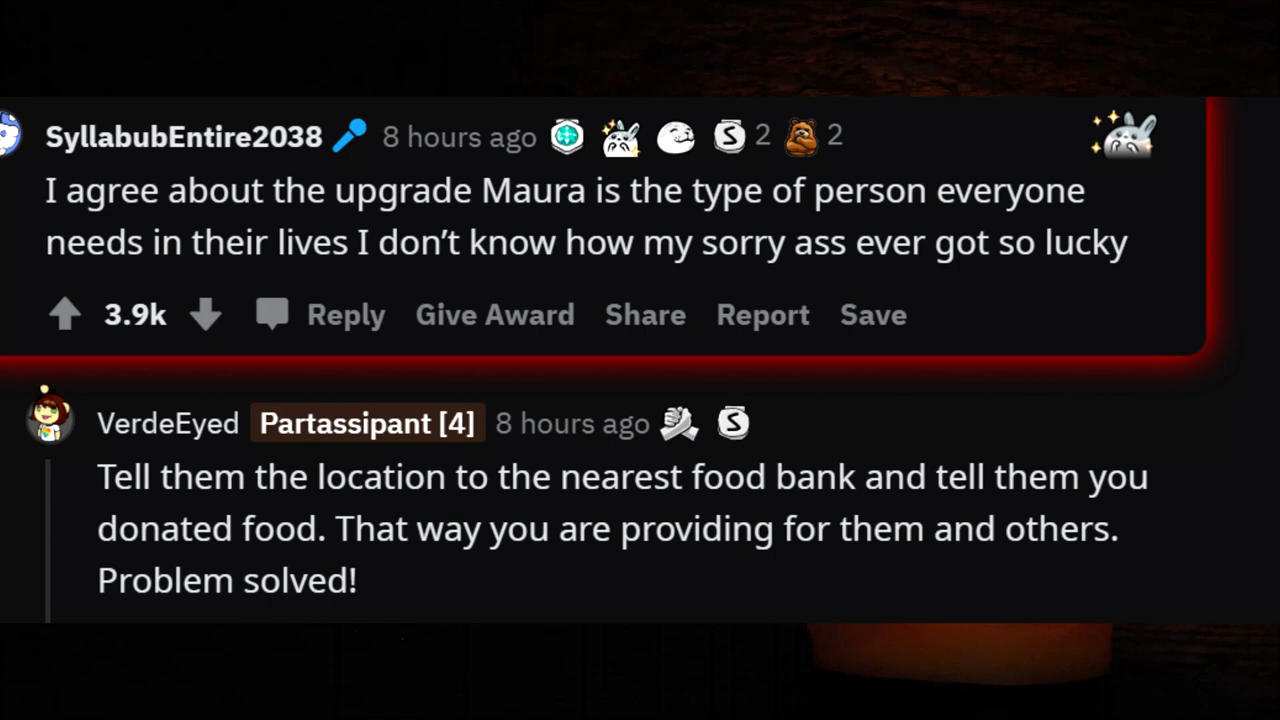 SyllabubEntire2038 8 hours ago S 2 2
I agree about the upgrade Maura is the type of person everyone
needs in their lives I don’t know how my sorry ass ever got so lucky
3.9k Reply Give Award Share Report Save
VerdeEyed Partassipant [4] 8 hours ago S
Tell them the location to the nearest food bank and tell them you
donated food. That way you are providing for them and others.
Problem solved!